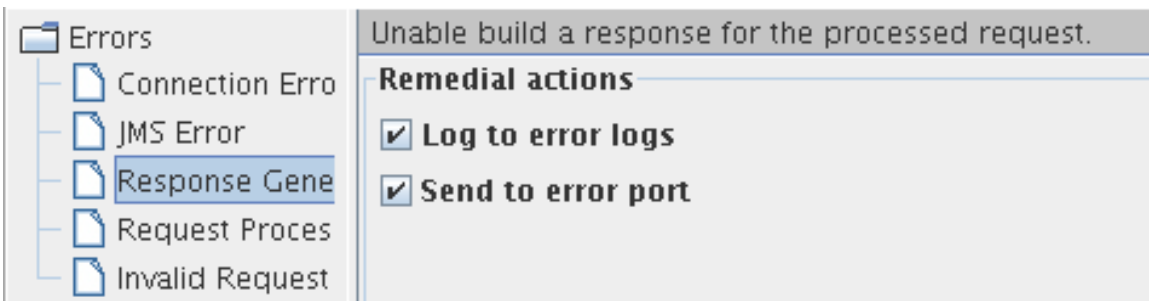 Errors
Connection Erro
JMS Error
Response Gene
Request Proces
Invalid Request
Unable build a response for the processed request.
Remedial actions
Log to error logs
Send to error port